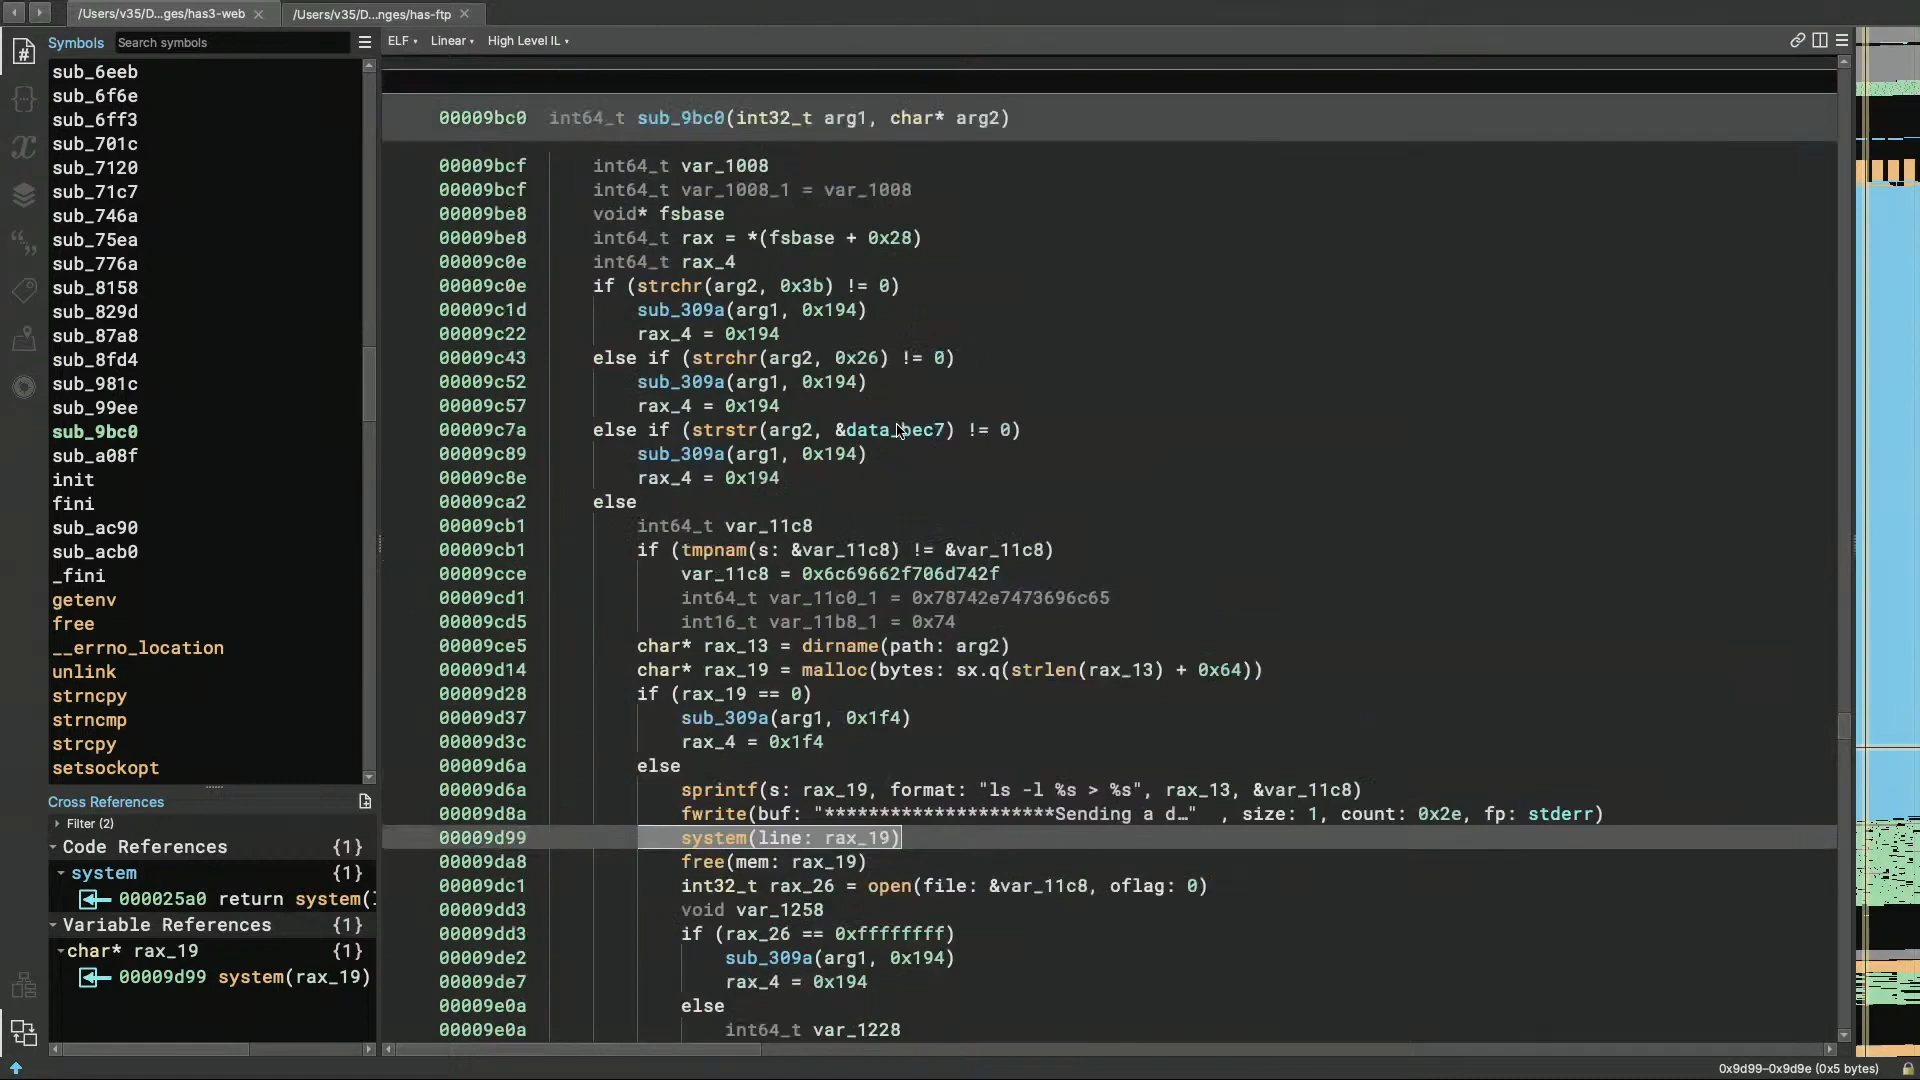 /Users/v35/D…ges/has3-web
/Users/v35/D…nges/has-ftp
Symbols
Search symbols
ELF
Linear
High Level IL
sub_6eeb
sub_6f6e
sub_6ff3
sub_701c
sub_7120
sub_71c7
sub_746a
sub_75ea
sub_776a
sub_8158
sub_829d
sub_87a8
sub_8fd4
sub_981c
sub_99ee
sub_9bc0
sub_a08f
init
fini
sub_ac90
sub_acb0
_fini
getenv
free
__errno_location
unlink
strncpy
strncmp
strcpy
setsockopt
Cross References
Filter (2)
Code References {1}
system {1}
000025a0 return system(
Variable References {1}
char* rax_19 {1}
00009d99 system(rax_19)
00009bc0 int64_t sub_9bc0(int32_t arg1, char* arg2)
00009bcf int64_t var_1008
00009bcf int64_t var_1008_1 = var_1008
00009be8 void* fsbase
00009be8 int64_t rax = *(fsbase + 0x28)
00009c0e int64_t rax_4
00009c0e if (strchr(arg2, 0x3b) != 0)
00009c1d sub_309a(arg1, 0x194)
00009c22 rax_4 = 0x194
00009c43 else if (strchr(arg2, 0x26) != 0)
00009c52 sub_309a(arg1, 0x194)
00009c57 rax_4 = 0x194
00009c7a else if (strstr(arg2, &data_bec7) != 0)
00009c89 sub_309a(arg1, 0x194)
00009c8e rax_4 = 0x194
00009ca2 else
00009cb1 int64_t var_11c8
00009cb1 if (tmpnam(s: &var_11c8) != &var_11c8)
00009cce var_11c8 = 0x6c69662f706d742f
00009cd1 int64_t var_11c0_1 = 0x78742e7473696c65
00009cd5 int16_t var_11b8_1 = 0x74
00009ce5 char* rax_13 = dirname(path: arg2)
00009d14 char* rax_19 = malloc(bytes: sx.q(strlen(rax_13) + 0x64))
00009d28 if (rax_19 == 0)
00009d37 sub_309a(arg1, 0x1f4)
00009d3c rax_4 = 0x1f4
00009d6a else
00009d6a sprintf(s: rax_19, format: "ls -l %s > %s", rax_13, &var_11c8)
00009d8a fwrite(buf: "*********************Sending a d…" , size: 1, count: 0x2e, fp: stderr)
00009d99 system(line: rax_19)
00009da8 free(mem: rax_19)
00009dc1 int32_t rax_26 = open(file: &var_11c8, oflag: 0)
00009dd3 void var_1258
00009dd3 if (rax_26 == 0xffffffff)
00009de2 sub_309a(arg1, 0x194)
00009de7 rax_4 = 0x194
00009e0a else
00009e0a int64_t var_1228
0x9d99–0x9d9e (0x5 bytes)